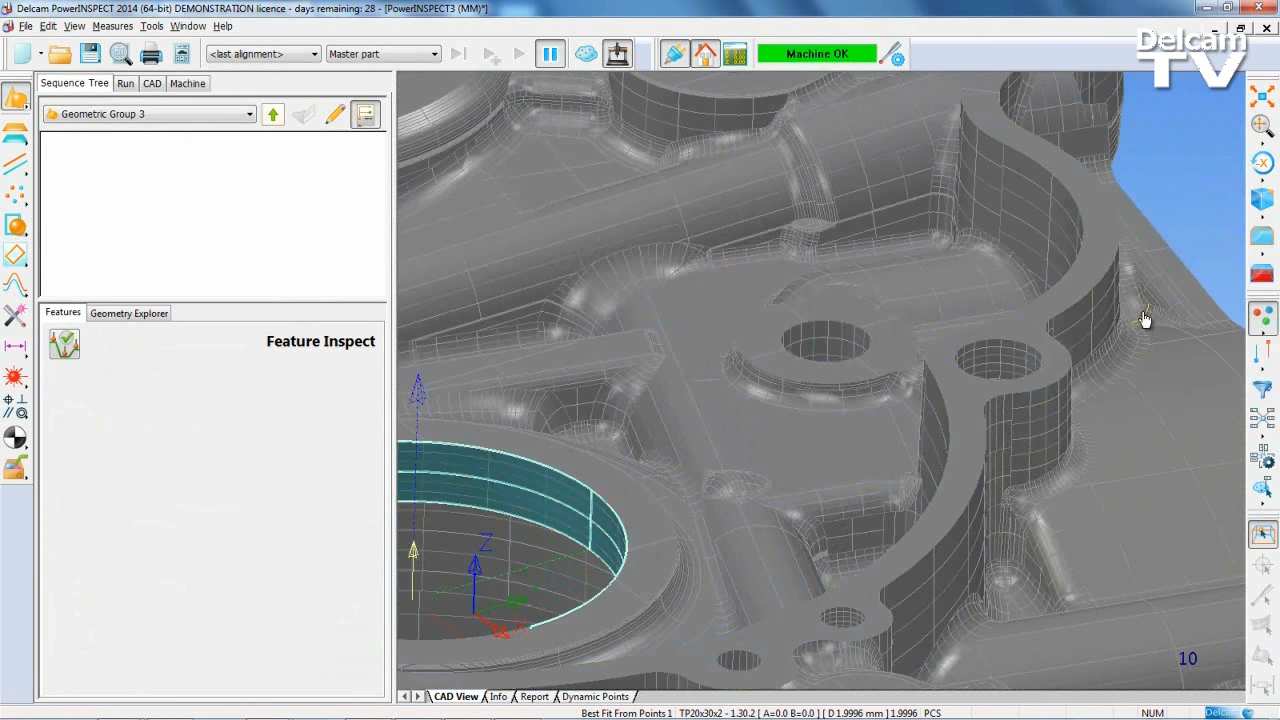 Delcam PowerINSPECT 2014 (64-bit) DEMONSTRATION licence - days remaining: 28 - [PowerINSPECT3 (MM)*]
File Edit View Measures Tools Window Help
<last alignment> Master part Machine OK
Delcam
TV
Sequence Tree Run CAD Machine
Geometric Group 3
Features Geometry Explorer
Feature Inspect
Z
X
10
CAD View Info Report Dynamic Points
Best Fit From Points 1 TP20x30x2 - 1.30.2 [ A=0.0 B=0.0 ] [ D 1.9996 mm ] 1.9996 PCS NUM Delcam